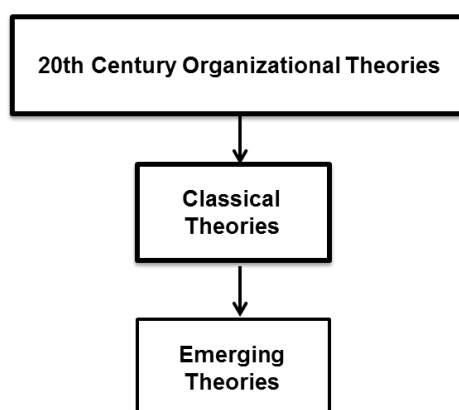 20th Century Organizational Theories
Classical
Theories
Emerging
Theories